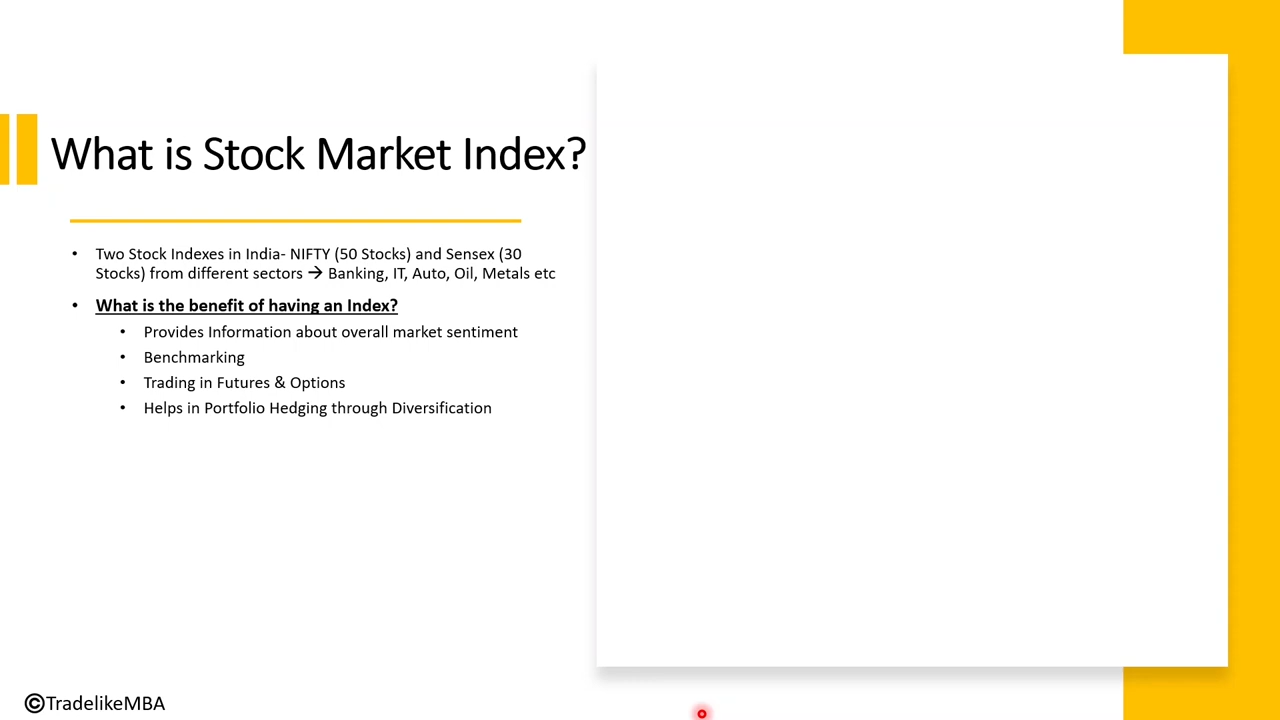 What is Stock Market Index?
• Two Stock Indexes in India- NIFTY (50 Stocks) and Sensex (30
Stocks) from different sectors → Banking, IT, Auto, Oil, Metals etc
• What is the benefit of having an Index?
• Provides Information about overall market sentiment
• Benchmarking
• Trading in Futures & Options
• Helps in Portfolio Hedging through Diversification
©TradelikeMBA